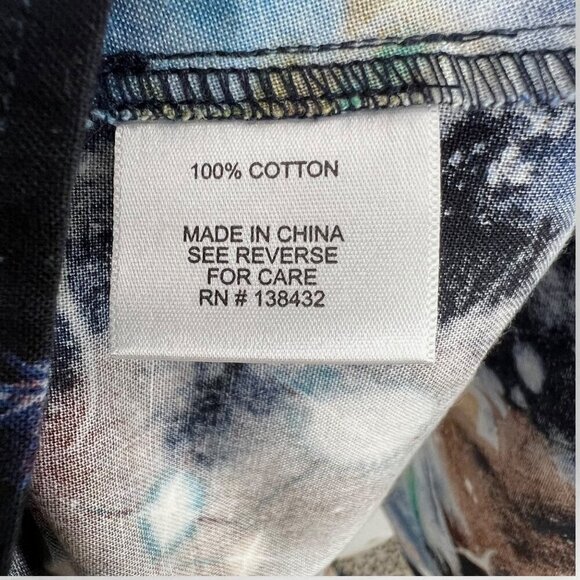 100% COTTON
MADE IN CHINA
SEE REVERSE
FOR CARE
RN # 138432